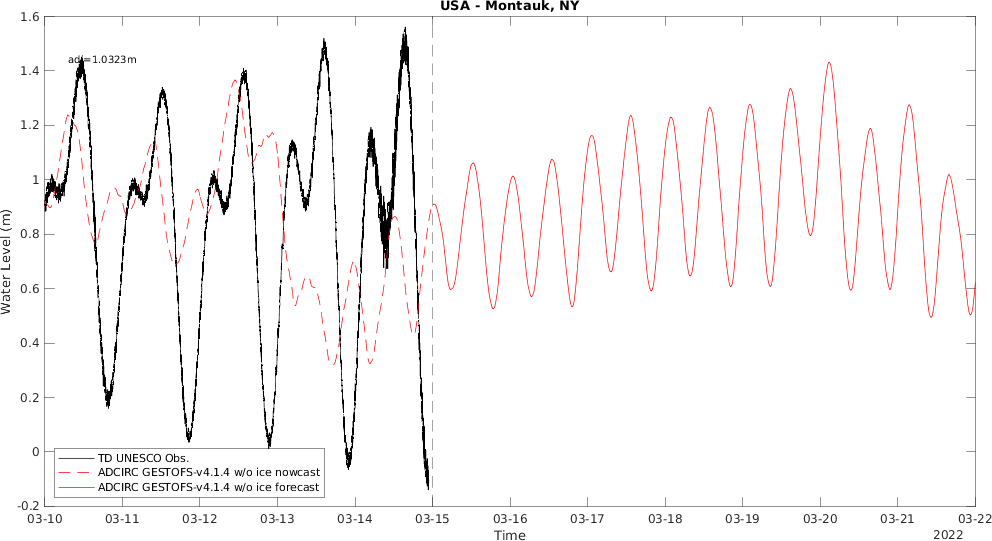 USA - Montauk, NY
1.6
1.4
1.2
1
0.8
0.6
0.4
0.2
0
-0.2
Water Level (m)
adj=1.0323m
TD UNESCO Obs.
ADCIRC GESTOFS-v4.1.4 w/o ice nowcast
ADCIRC GESTOFS-v4.1.4 w/o ice forecast
03-10 03-11 03-12 03-13 03-14 03-15 03-16 03-17 03-18 03-19 03-20 03-21 03-22
Time
2022